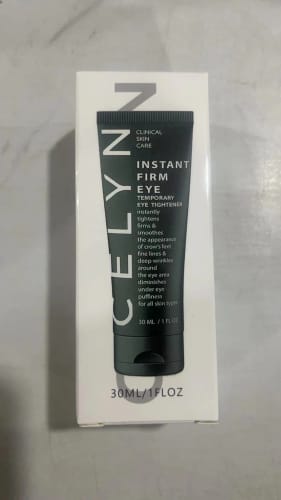 CELYNN
CLINICAL
SKIN
CARE
INSTANT
FIRM
EYE
TEMPORARY
EYE TIGHTENER
instantly
tightens
firms &
smoothes
the appearance
of crow's feet
fine lines &
deep wrinkles
around
the eye area
diminishes
under eye
puffiness
for all skin types
30 ML / 1 FL OZ
30ML/1FLOZ